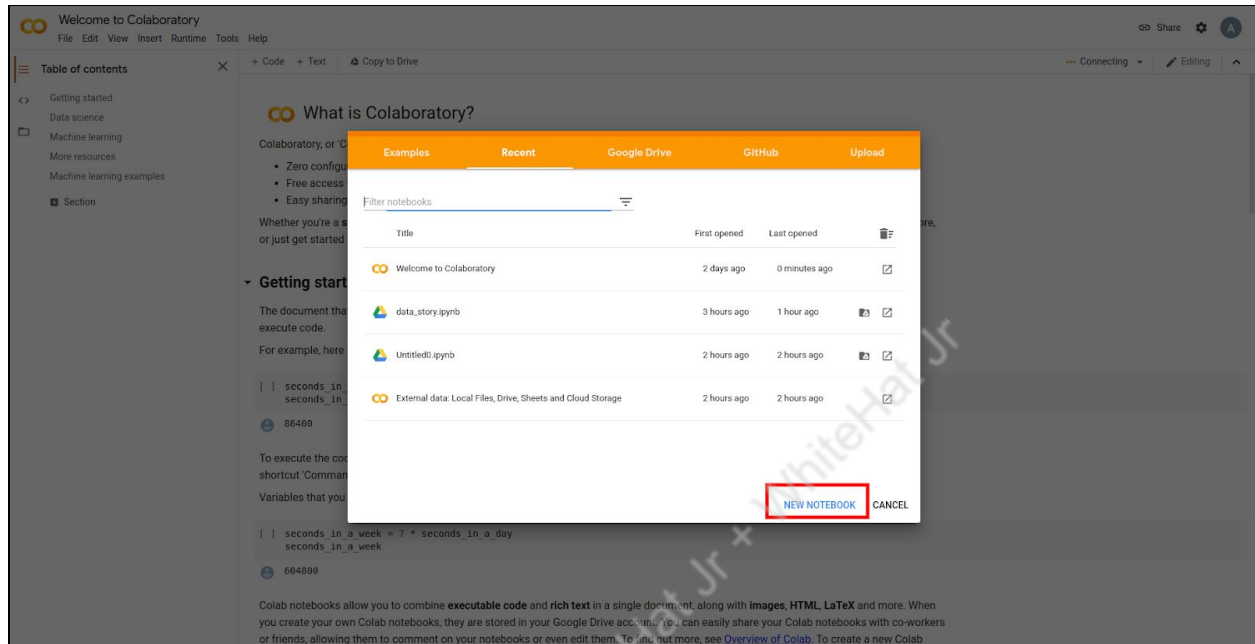 Welcome to Colaboratory
File Edit View Insert Runtime Tools Help
Share
A
Table of contents
+ Code + Text Copy to Drive
Connecting
Editing
Getting started
Data science
Machine learning
More resources
Machine learning examples
Section
What is Colaboratory?
Colaboratory, or 'C
Zero configu
Free access
Easy sharing
Whether you're a s
or just get started
Examples Recent Google Drive GitHub Upload
Filter notebooks
Title First opened Last opened
Welcome to Colaboratory 2 days ago 0 minutes ago
data_story.ipynb 3 hours ago 1 hour ago
Untitled0.ipynb 2 hours ago 2 hours ago
External data: Local Files, Drive, Sheets and Cloud Storage 2 hours ago 2 hours ago
NEW NOTEBOOK CANCEL
Getting start
The document tha
execute code.
For example, here
[ ] seconds_in_
seconds_in_
86400
To execute the cod
shortcut 'Comman
Variables that you
[ ] seconds_in_a_week = 7 * seconds_in_a_day
seconds_in_a_week
604800
Colab notebooks allow you to combine executable code and rich text in a single document, along with images, HTML, LaTeX and more. When
you create your own Colab notebooks, they are stored in your Google Drive account. You can easily share your Colab notebooks with co-workers
or friends, allowing them to comment on your notebooks or even edit them. To find out more, see Overview of Colab. To create a new Colab
Jr + WhiteHat Jr